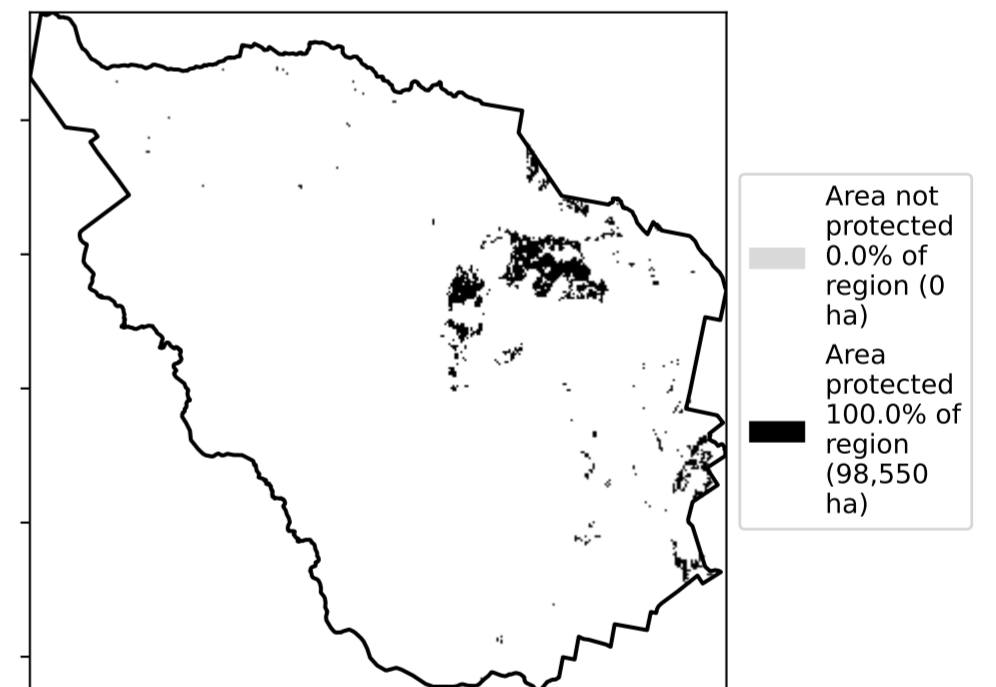 Area not
protected
0.0% of
region (0
ha)
Area
protected
100.0% of
region
(98,550
ha)